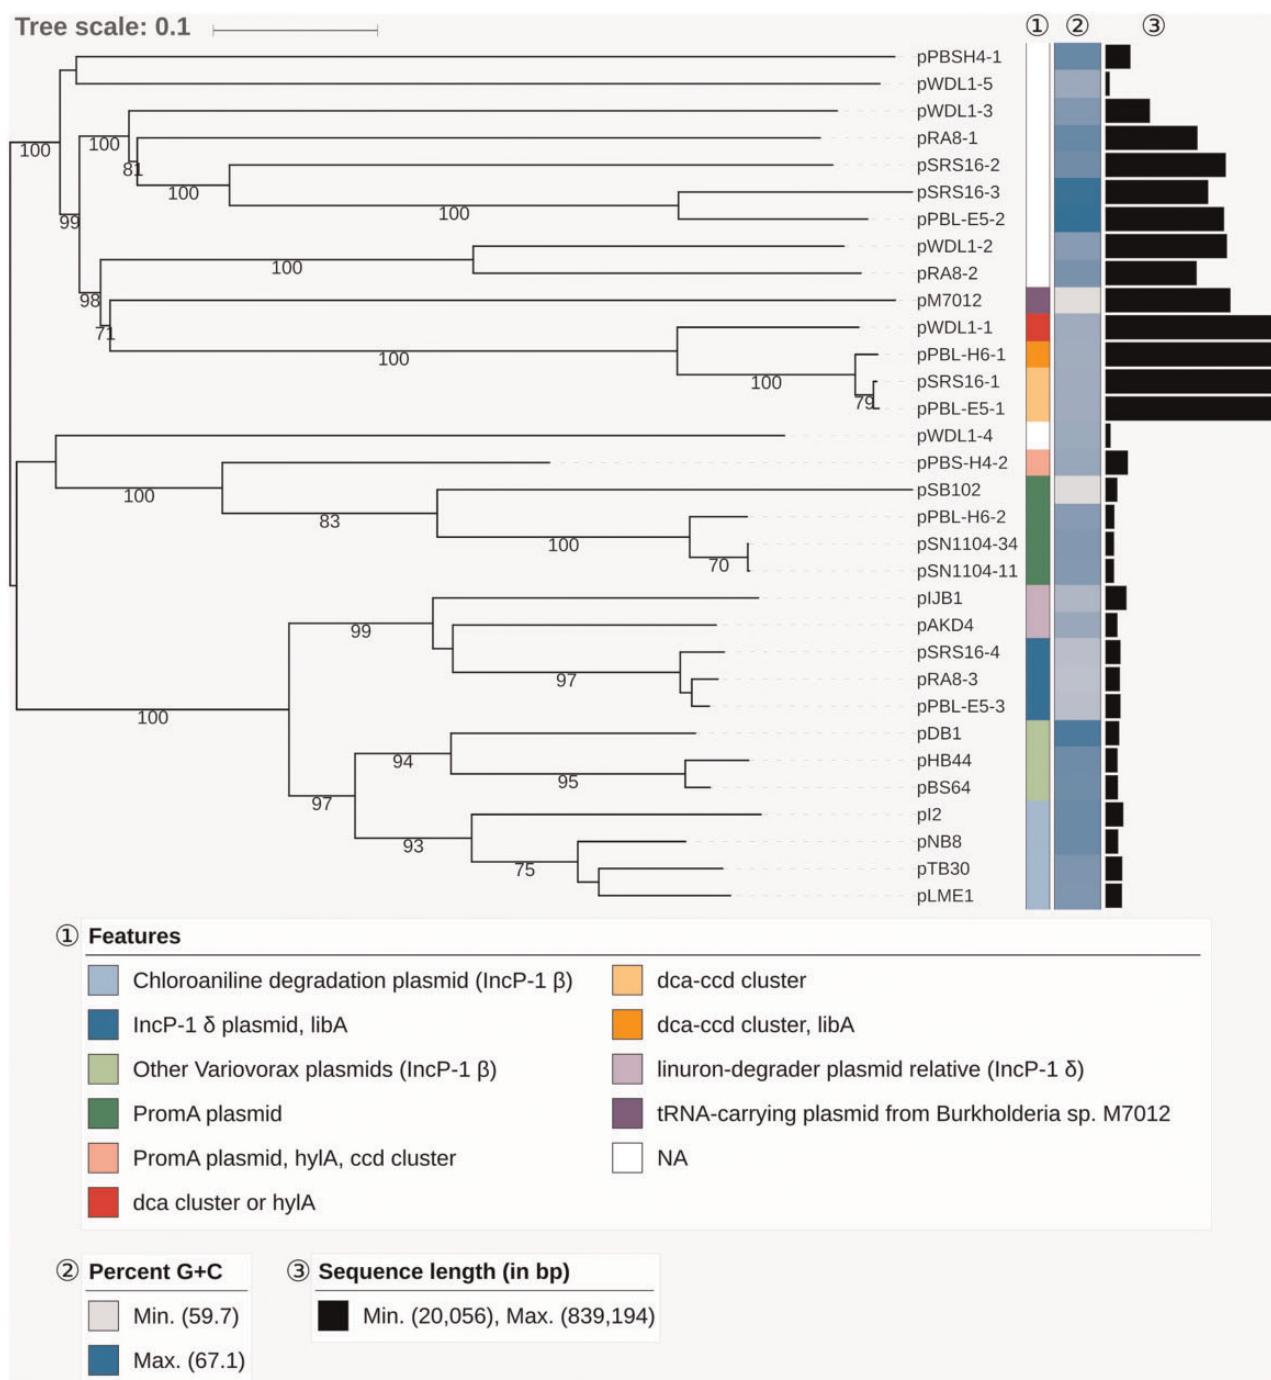 Tree scale: 0.1
① ② ③
pPBSH4-1
pWDL1-5
pWDL1-3
100
100
pRA8-1
81
pSRS16-2
100
pSRS16-3
100
99
pPBL-E5-2
pWDL1-2
100
pRA8-2
98
pM7012
71
pWDL1-1
100
pPBL-H6-1
100
pSRS16-1
79
pPBL-E5-1
pWDL1-4
pPBS-H4-2
100
pSB102
83
pPBL-H6-2
100
pSN1104-34
70
pSN1104-11
pIJB1
99
pAKD4
pSRS16-4
97
pRA8-3
pPBL-E5-3
100
pDB1
94
pHB44
95
pBS64
97
pI2
pNB8
93
75
pTB30
pLME1
① Features
Chloroaniline degradation plasmid (IncP-1 β)
IncP-1 δ plasmid, libA
Other Variovorax plasmids (IncP-1 β)
PromA plasmid
PromA plasmid, hylA, ccd cluster
dca cluster or hylA
dca-ccd cluster
dca-ccd cluster, libA
linuron-degrader plasmid relative (IncP-1 δ)
tRNA-carrying plasmid from Burkholderia sp. M7012
NA
② Percent G+C
Min. (59.7)
Max. (67.1)
③ Sequence length (in bp)
Min. (20,056), Max. (839,194)